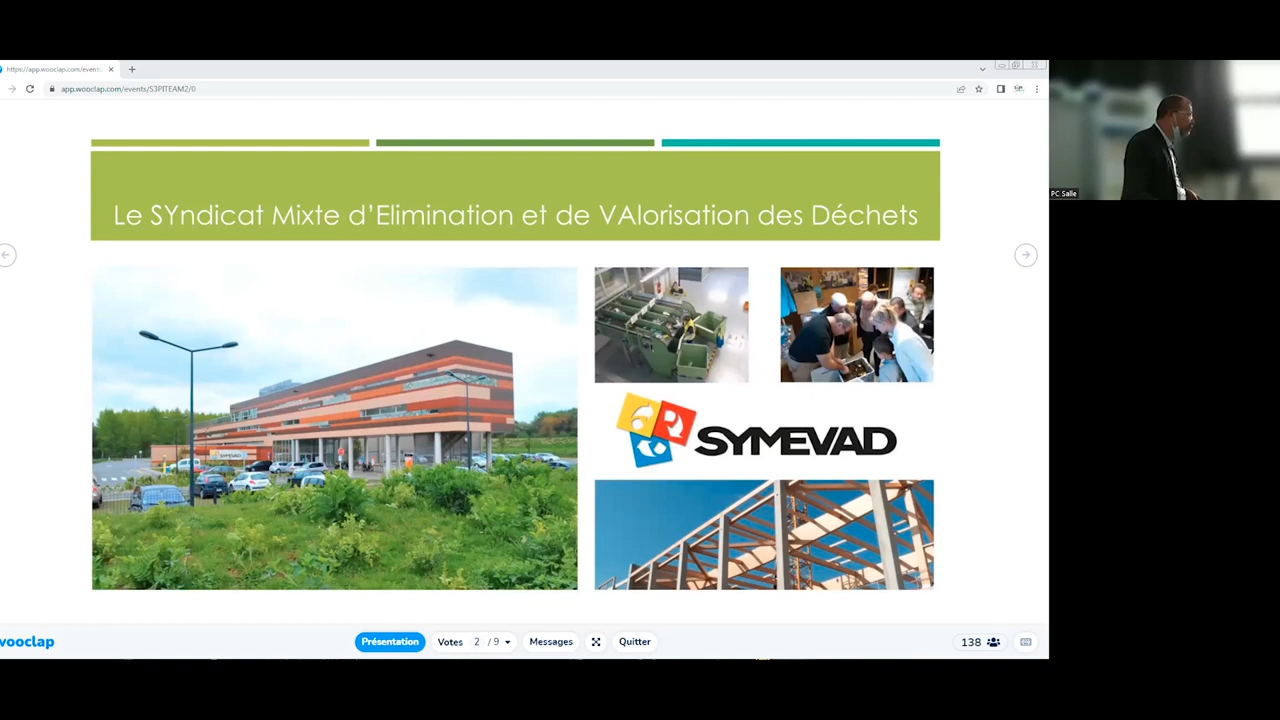 https://app.wooclap.com/events
app.wooclap.com/events/S3PITEAM2/0
PC Salle
Le SYndicat Mixte d'Elimination et de VAlorisation des Déchets
SYMEVAD
SYMEVAD
wooclap
Présentation
Votes 2 / 9
Messages
Quitter
138